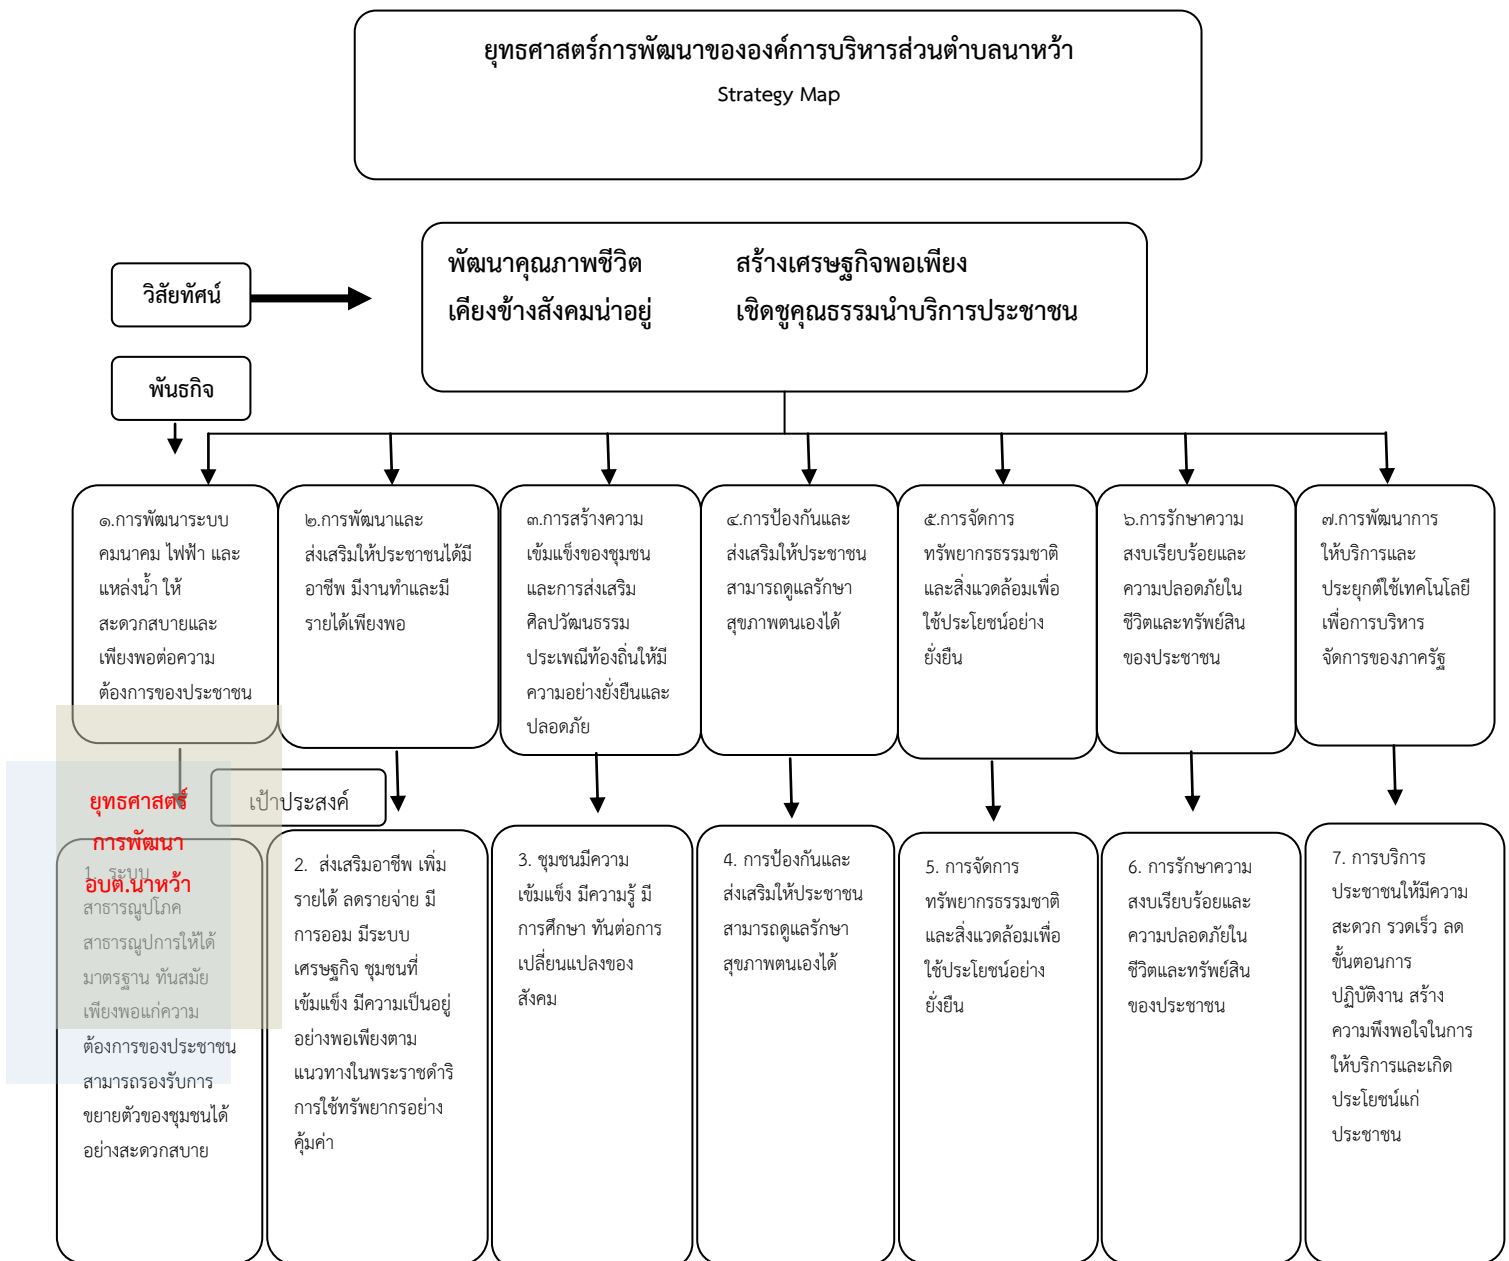 ยุทธศาสตร์การพัฒนาขององค์การบริหารส่วนตำบลนาหว้า
Strategy Map
วิสัยทัศน์
พัฒนาคุณภาพชีวิต สร้างเศรษฐกิจพอเพียง
เคียงข้างสังคมน่าอยู่ เชิดชูคุณธรรมนำบริการประชาชน
พันธกิจ
๑.การพัฒนาระบบ
คมนาคม ไฟฟ้า และ
แหล่งน้ำ ให้
สะดวกสบายและ
เพียงพอต่อความ
ต้องการของประชาชน
๒.การพัฒนาและ
ส่งเสริมให้ประชาชนได้มี
อาชีพ มีงานทำและมี
รายได้เพียงพอ
๓.การสร้างความ
เข้มแข็งของชุมชน
และการส่งเสริม
ศิลปวัฒนธรรม
ประเพณีท้องถิ่นให้มี
ความอย่างยั่งยืนและ
ปลอดภัย
๔.การป้องกันและ
ส่งเสริมให้ประชาชน
สามารถดูแลรักษา
สุขภาพตนเองได้
๕.การจัดการ
ทรัพยากรธรรมชาติ
และสิ่งแวดล้อมเพื่อ
ใช้ประโยชน์อย่าง
ยั่งยืน
๖.การรักษาความ
สงบเรียบร้อยและ
ความปลอดภัยใน
ชีวิตและทรัพย์สิน
ของประชาชน
๗.การพัฒนาการ
ให้บริการและ
ประยุกต์ใช้เทคโนโลยี
เพื่อการบริหาร
จัดการของภาครัฐ
ยุทธศาสตร์
การพัฒนา
อบต.นาหว้า
เป้าประสงค์
1. ระบบ
สาธารณูปโภค
สาธารณูปการให้ได้
มาตรฐาน ทันสมัย
เพียงพอแก่ความ
ต้องการของประชาชน
สามารถรองรับการ
ขยายตัวของชุมชนได้
อย่างสะดวกสบาย
2. ส่งเสริมอาชีพ เพิ่ม
รายได้ ลดรายจ่าย มี
การออม มีระบบ
เศรษฐกิจ ชุมชนที่
เข้มแข็ง มีความเป็นอยู่
อย่างพอเพียงตาม
แนวทางในพระราชดำริ
การใช้ทรัพยากรอย่าง
คุ้มค่า
3. ชุมชนมีความ
เข้มแข็ง มีความรู้ มี
การศึกษา ทันต่อการ
เปลี่ยนแปลงของ
สังคม
4. การป้องกันและ
ส่งเสริมให้ประชาชน
สามารถดูแลรักษา
สุขภาพตนเองได้
5. การจัดการ
ทรัพยากรธรรมชาติ
และสิ่งแวดล้อมเพื่อ
ใช้ประโยชน์อย่าง
ยั่งยืน
6. การรักษาความ
สงบเรียบร้อยและ
ความปลอดภัยใน
ชีวิตและทรัพย์สิน
ของประชาชน
7. การบริการ
ประชาชนให้มีความ
สะดวก รวดเร็ว ลด
ขั้นตอนการ
ปฏิบัติงาน สร้าง
ความพึงพอใจในการ
ให้บริการและเกิด
ประโยชน์แก่
ประชาชน